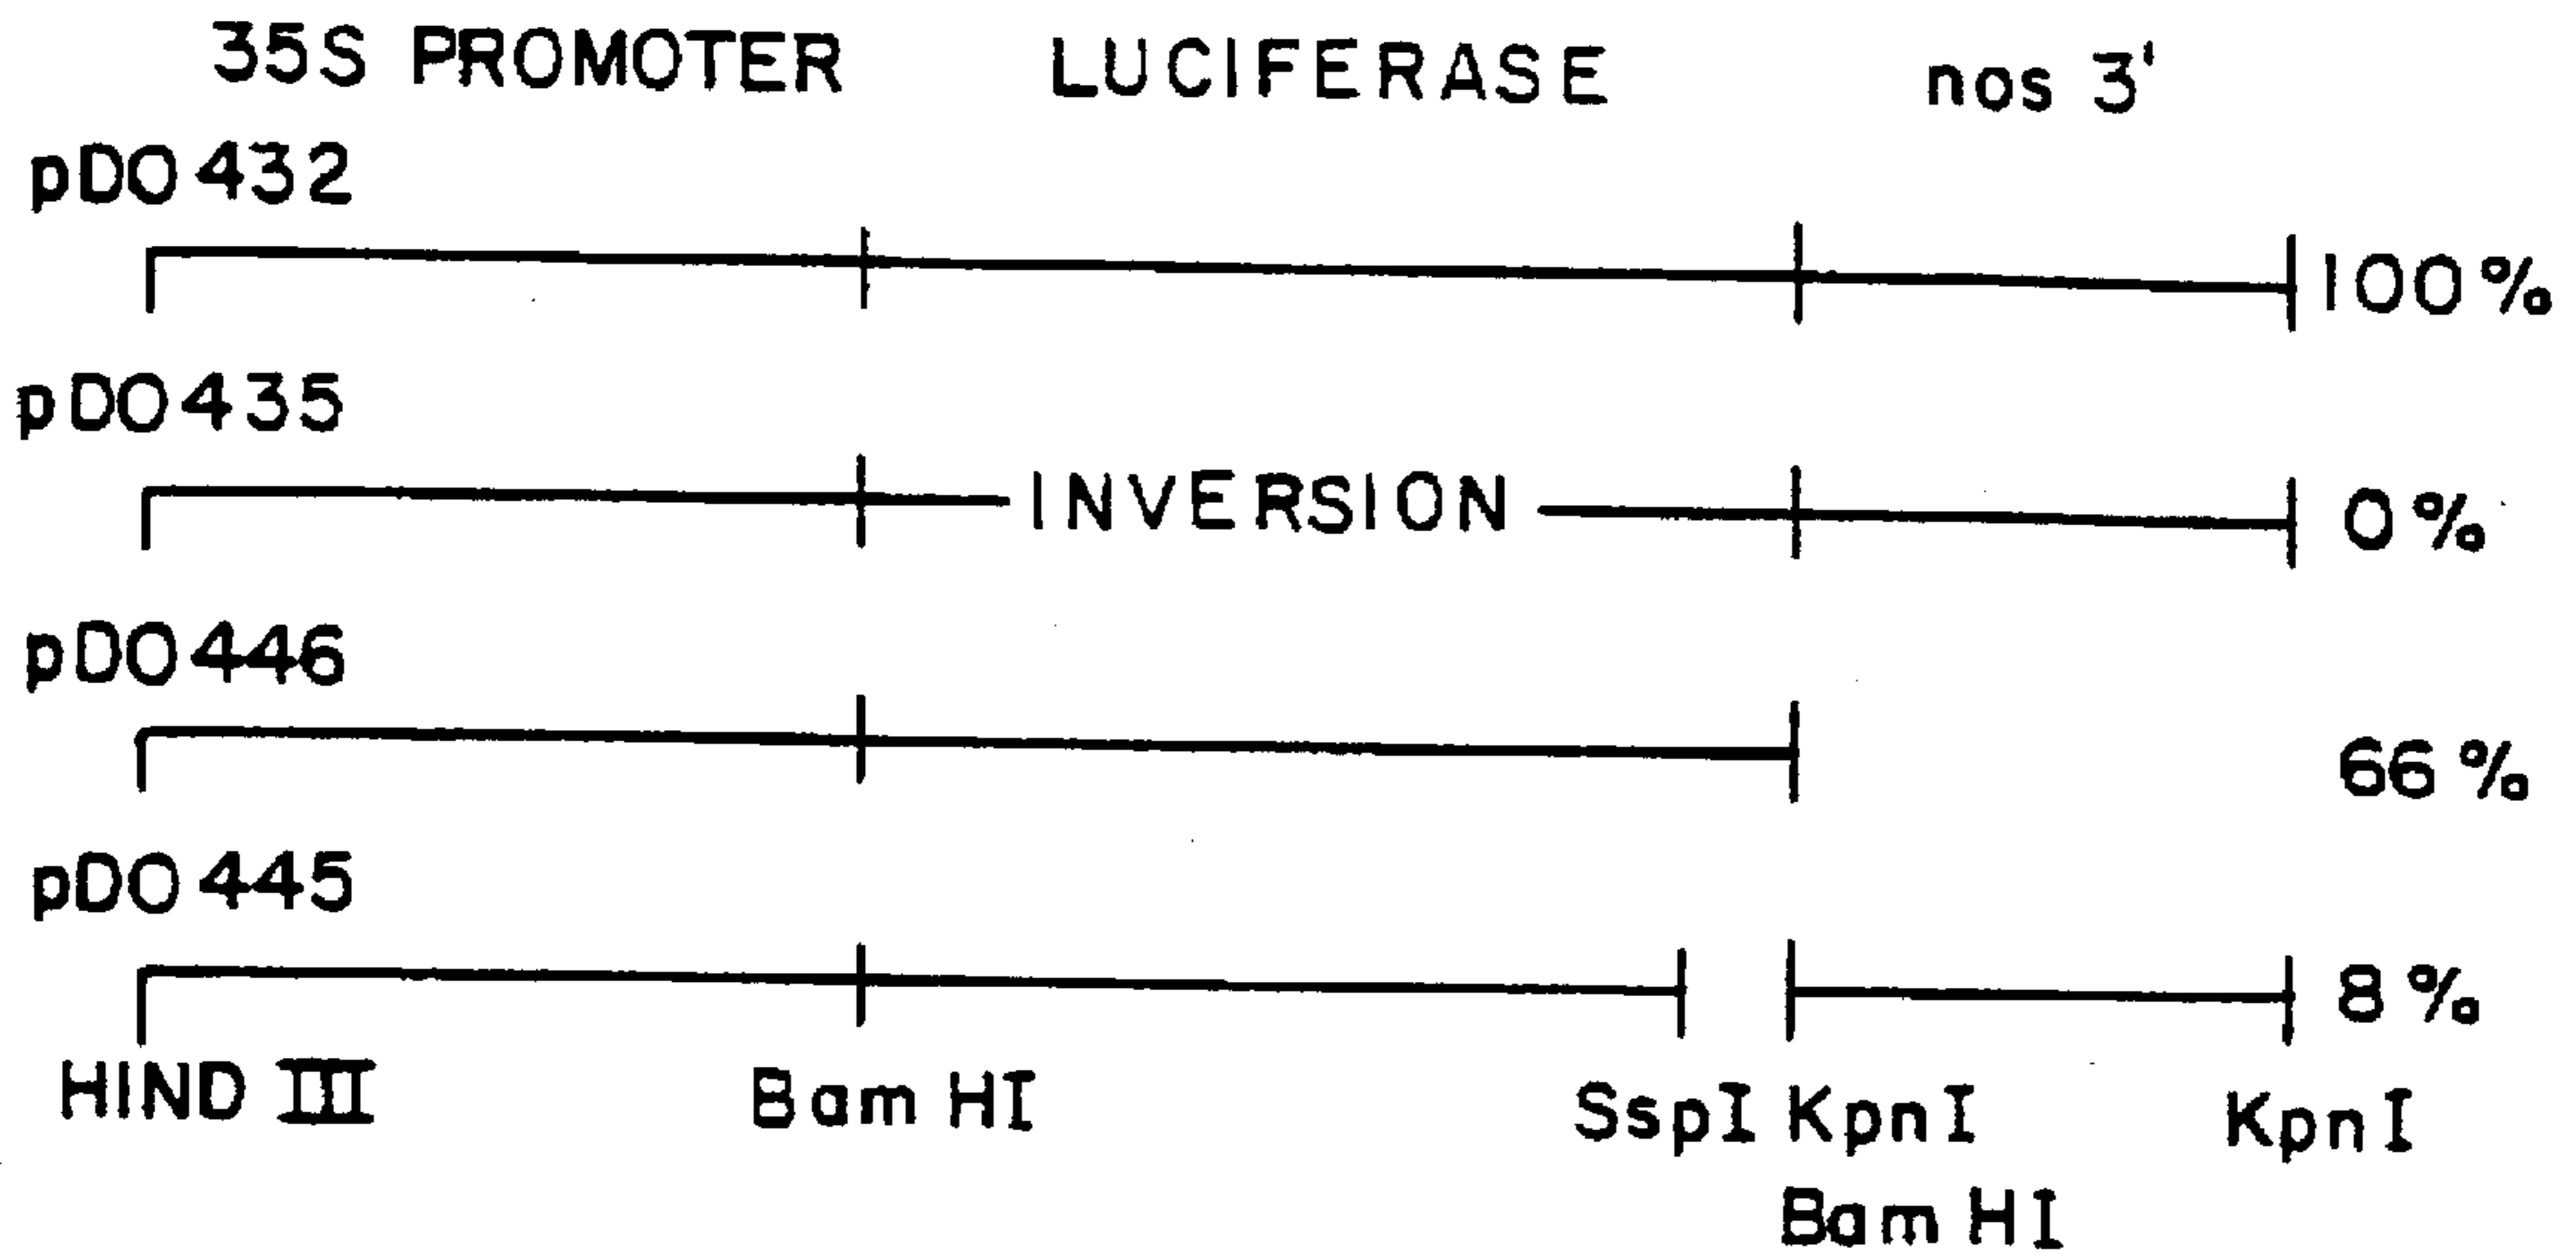 35S PROMOTER LUCIFERASE nos 3'
pDO432
100%
pDO435
INVERSION 0%
pDO446
66%
pDO445
8%
HIND III Bam HI SspI KpnI KpnI
Bam HI